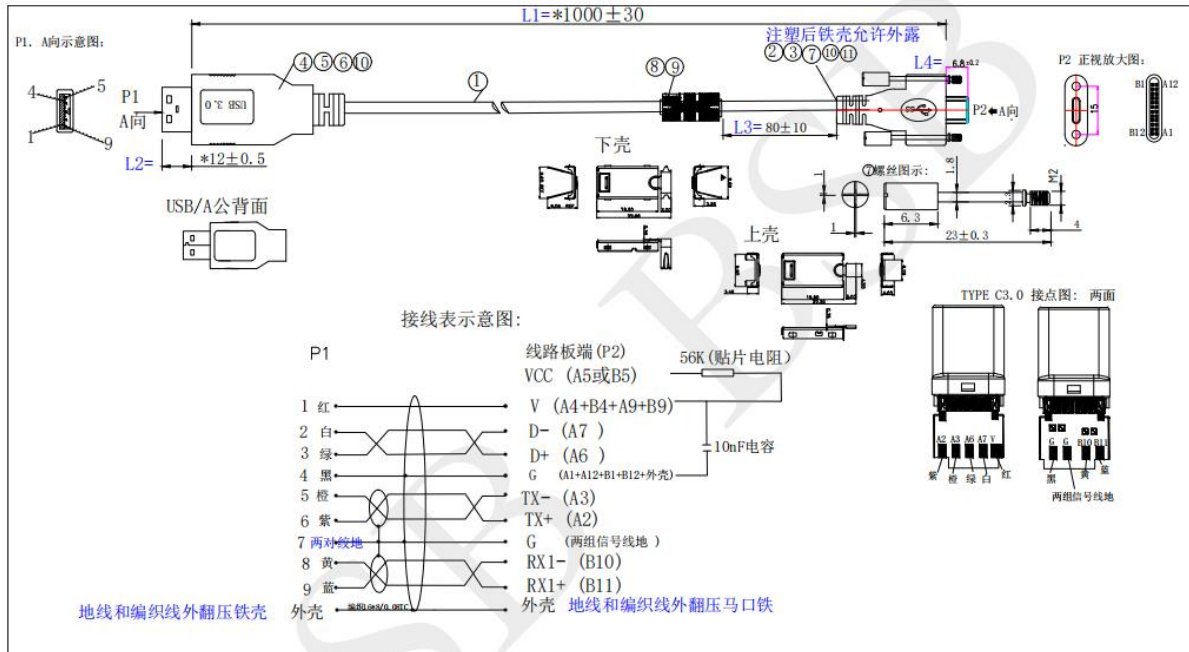 L1=*1000±30
P1. A向示意图:
注塑后铁壳允许外露
④⑤⑥⑩
①
⑧⑨
②③⑦⑩⑪
L4= 6.8±0.2
P2 正视放大图:
4 5
1 9
P1
A向
USB 3.0
P2 A向
15
B1 A12
B12 A1
L2= *12±0.5
L3= 80±10
下壳
⑦螺丝图示:
1
1
1.8
M2
6.3
4
23±0.3
USB/A公背面
上壳
TYPE C3.0 接点图: 两面
接线表示意图:
P1
线路板端(P2)
56K(贴片电阻)
VCC (A5或B5)
1 红 V (A4+B4+A9+B9)
2 白 D- (A7 )
10nF电容
3 绿 D+ (A6 )
4 黑 G (A1+A12+B1+B12+外壳)
5 橙 TX- (A3)
6 紫 TX+ (A2)
7 两对绞地 G (两组信号线地 )
8 黄 RX1- (B10)
9 蓝 RX1+ (B11)
地线和编织线外翻压铁壳 外壳 外壳 地线和编织线外翻压马口铁
A2 A3 A6 A7 V
紫 橙 绿 白 红
G G B10 B11
黑 黄 蓝
两组信号线地
BSB